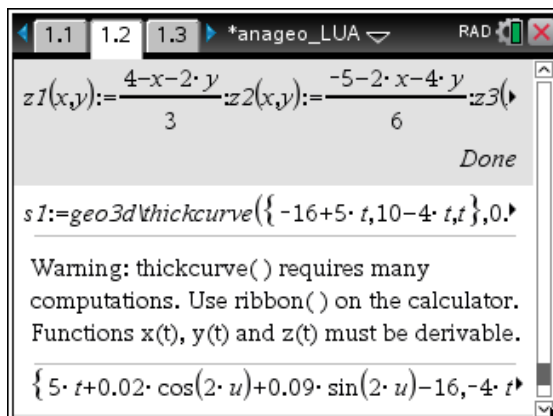 1.1 1.2 1.3 *anageo_LUA RAD
z1(x,y):=(4-x-2·y)/3:z2(x,y):=(-5-2·x-4·y)/6:z3(
Done
s1:=geo3d\thickcurve({-16+5·t,10-4·t,t},0.
Warning: thickcurve( ) requires many
computations. Use ribbon( ) on the calculator.
Functions x(t), y(t) and z(t) must be derivable.
{5·t+0.02·cos(2·u)+0.09·sin(2·u)-16,-4·t